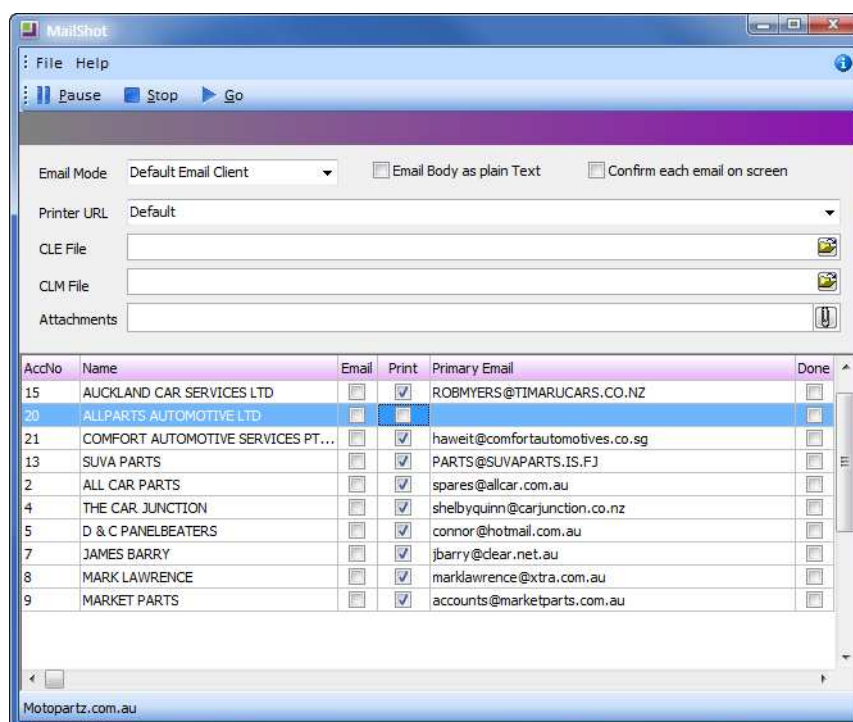 MailShot
File Help
Pause Stop Go
Email Mode Default Email Client Email Body as plain Text Confirm each email on screen
Printer URL Default
CLE File
CLM File
Attachments
AccNo Name Email Print Primary Email Done
15 AUCKLAND CAR SERVICES LTD ROBMYERS@TIMARUCARS.CO.NZ
20 ALLPARTS AUTOMOTIVE LTD
21 COMFORT AUTOMOTIVE SERVICES PT... haweit@comfortautomotives.co.sg
13 SUVA PARTS PARTS@SUVAPARTS.IS.FJ
2 ALL CAR PARTS spares@allcar.com.au
4 THE CAR JUNCTION shelbyquinn@carjunction.co.nz
5 D & C PANELBEATERS connor@hotmail.com.au
7 JAMES BARRY jbarry@clear.net.au
8 MARK LAWRENCE marklawrence@xtra.com.au
9 MARKET PARTS accounts@marketparts.com.au
Motopartz.com.au